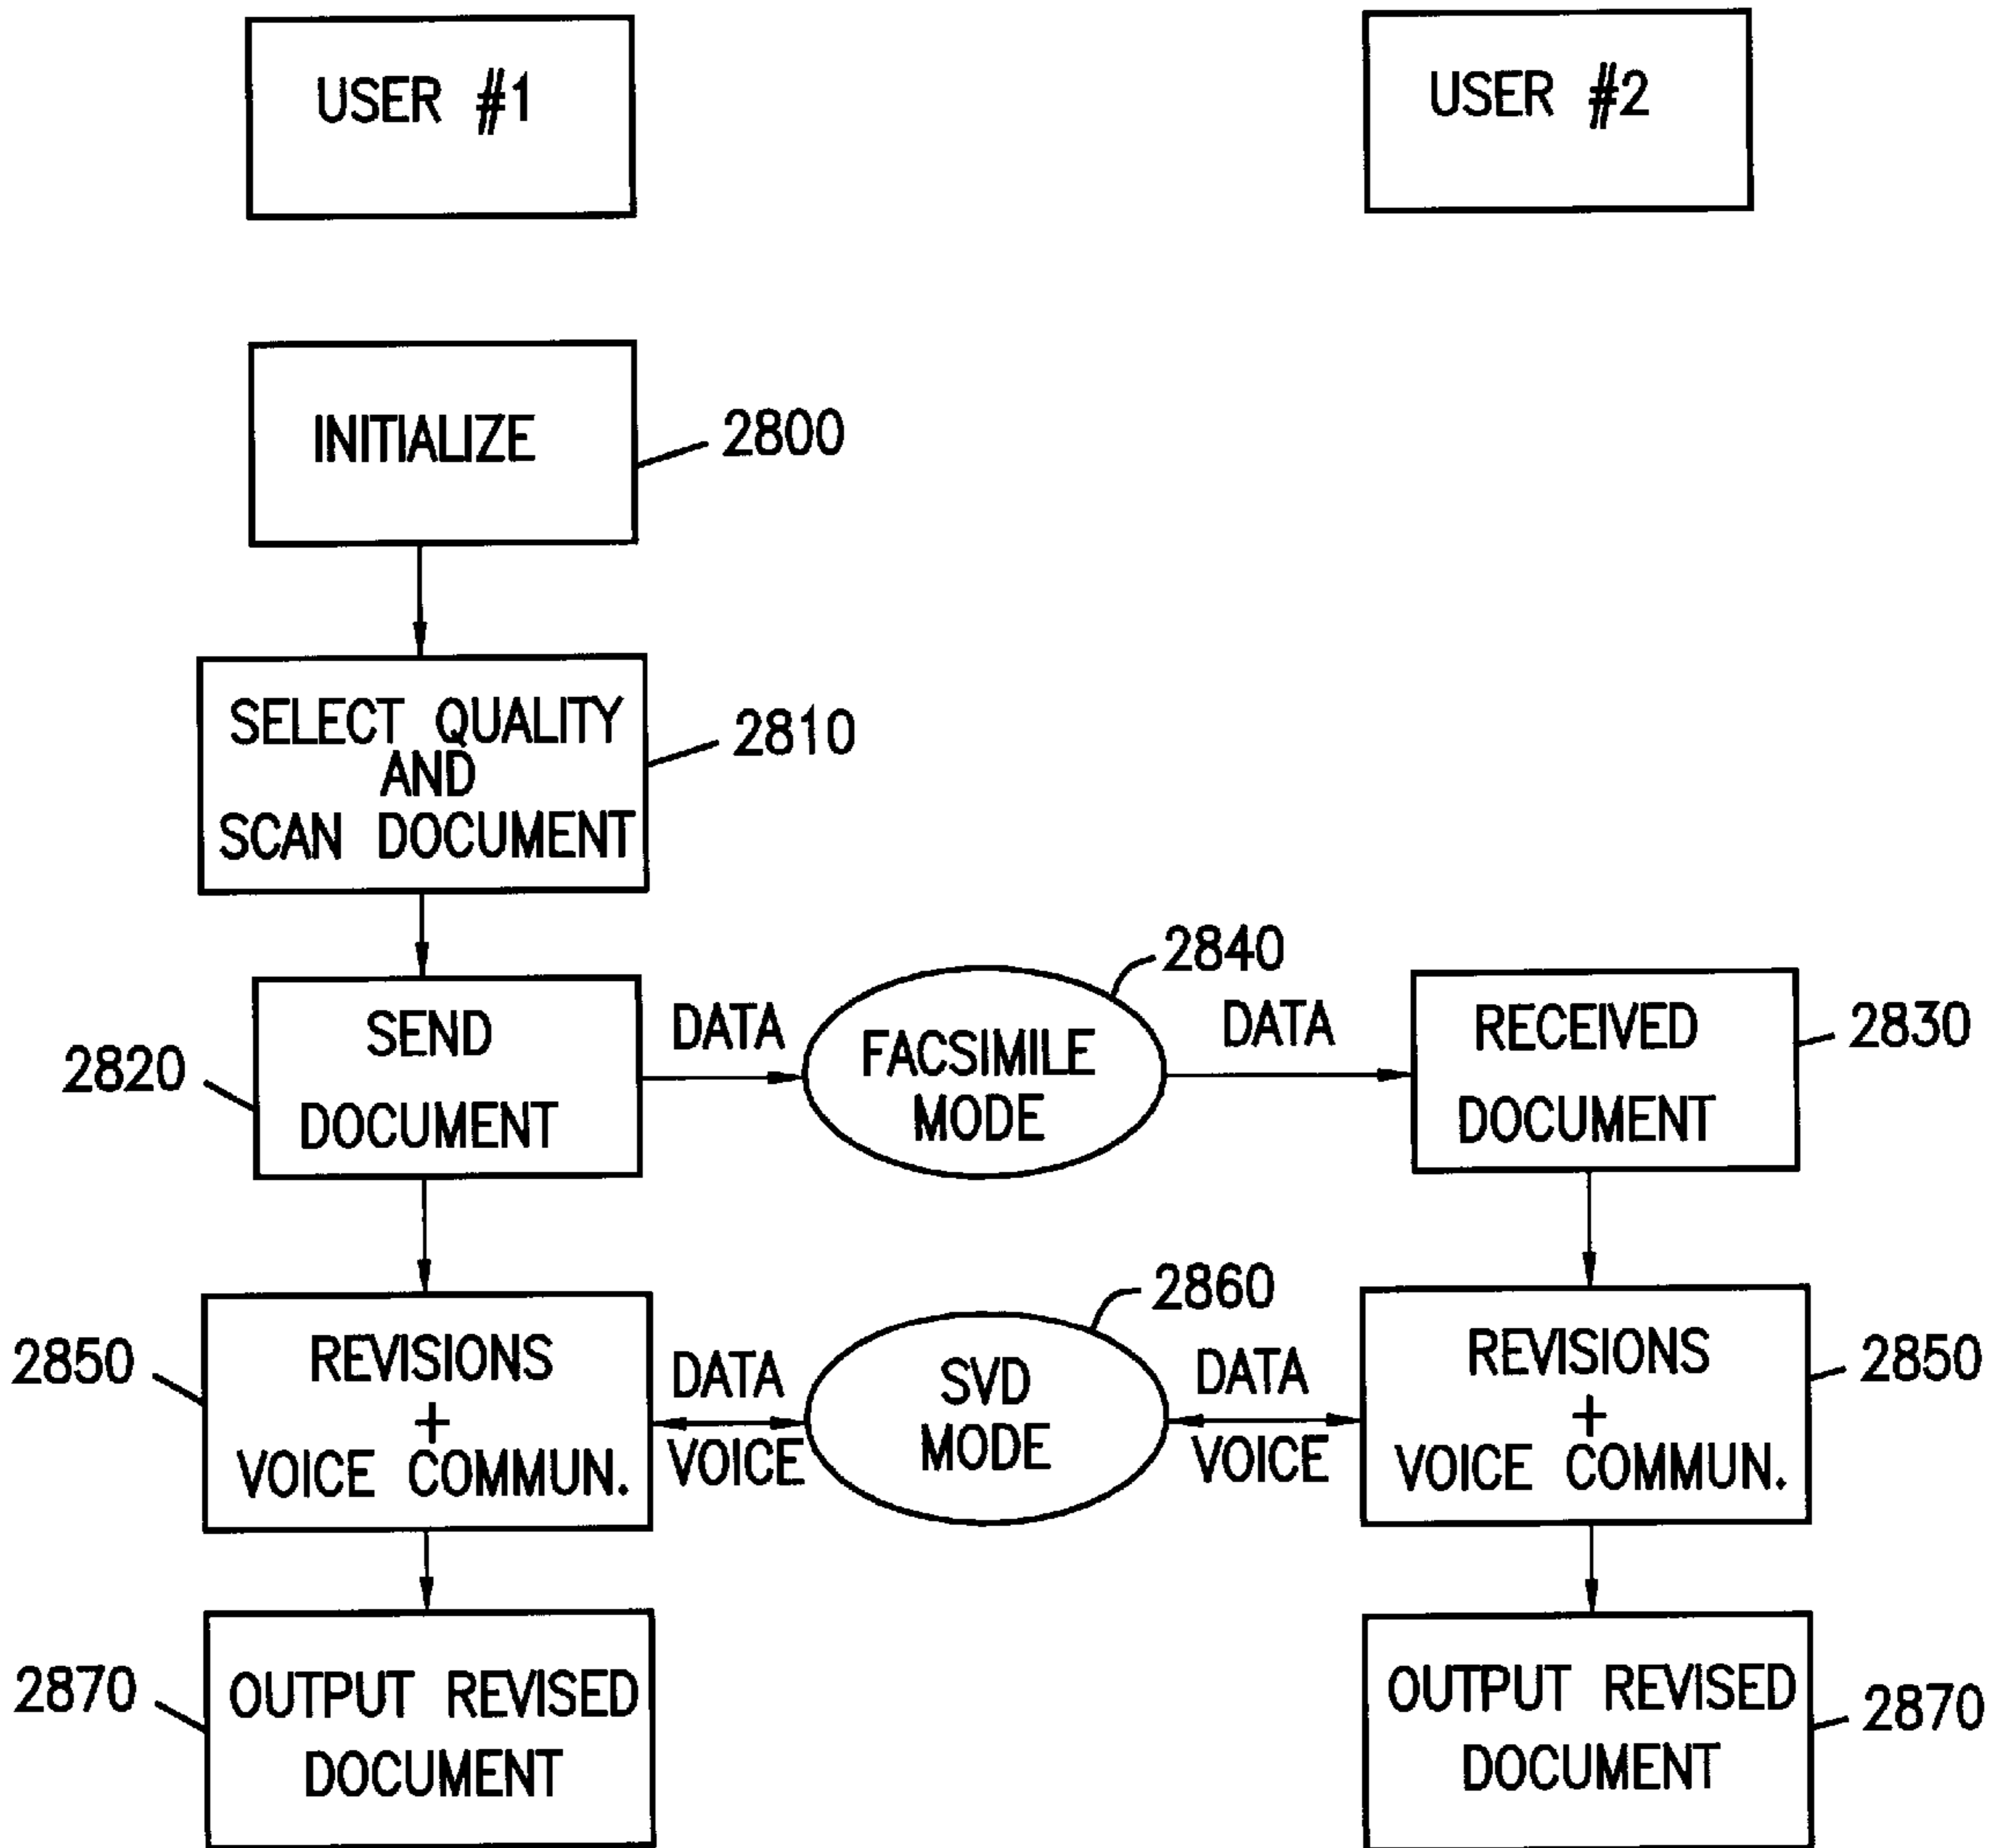 USER #1
USER #2
INITIALIZE
2800
SELECT QUALITY
AND
SCAN DOCUMENT
2810
SEND
DOCUMENT
2820
DATA
2840
FACSIMILE
MODE
DATA
RECEIVED
DOCUMENT
2830
2850
REVISIONS
+
VOICE COMMUN.
DATA
VOICE
2860
SVD
MODE
DATA
VOICE
REVISIONS
+
VOICE COMMUN.
2850
2870
OUTPUT REVISED
DOCUMENT
OUTPUT REVISED
DOCUMENT
2870